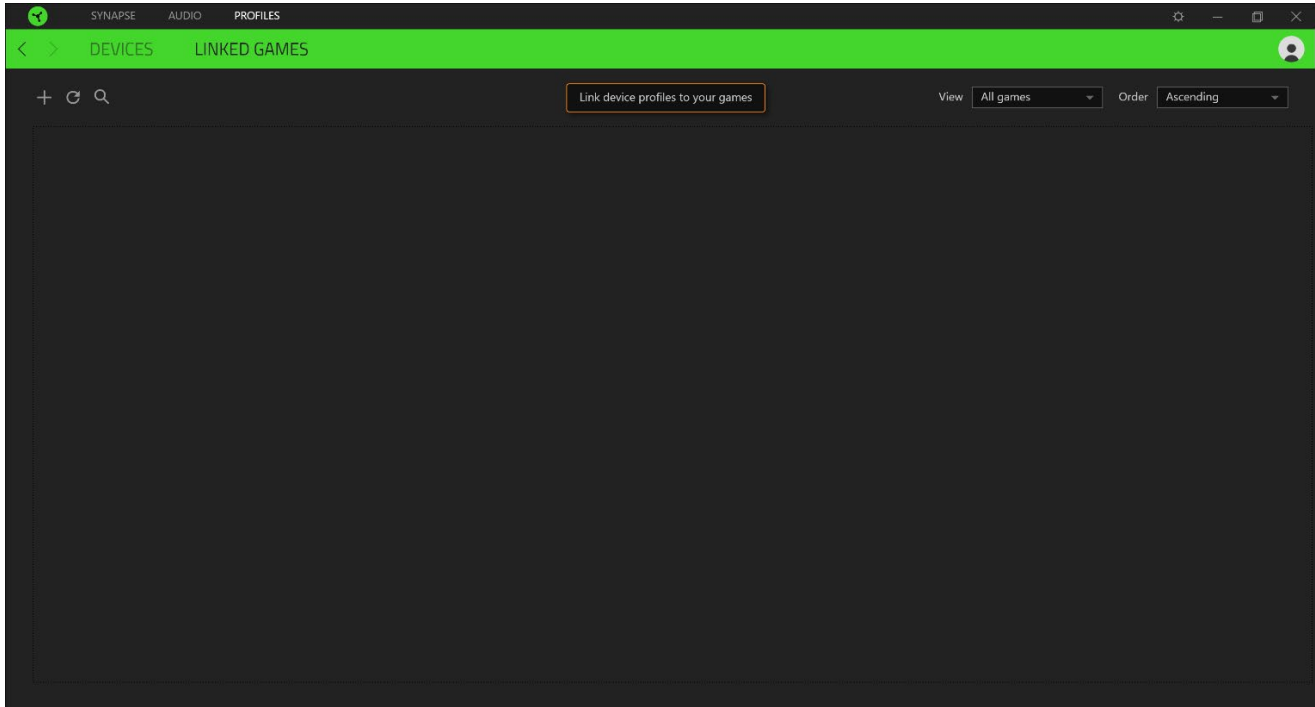 SYNAPSE AUDIO PROFILES
DEVICES LINKED GAMES
Link device profiles to your games View All games Order Ascending